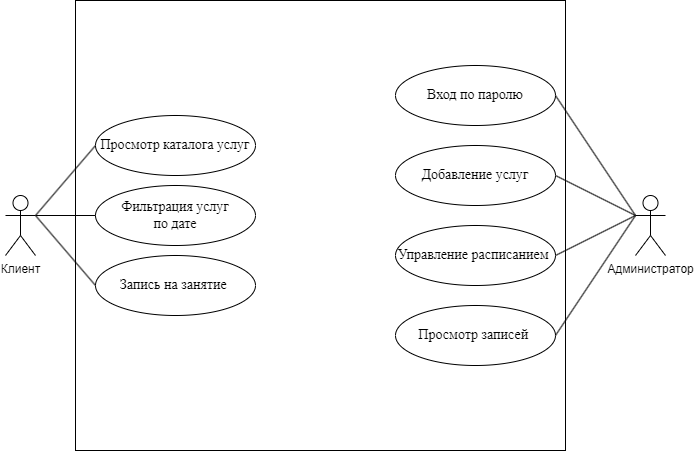 Вход по паролю
Просмотр каталога услуг
Добавление услуг
Фильтрация услуг
по дате
Управление расписанием
Клиент
Администратор
Запись на занятие
Просмотр записей